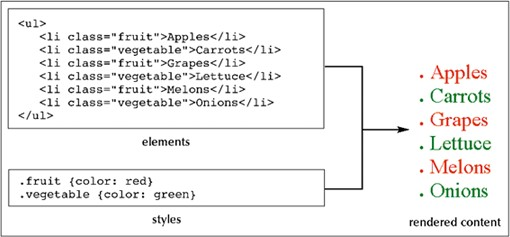 <ul>
<li class="fruit">Apples</li>
<li class="vegetable">Carrots</li>
<li class="fruit">Grapes</li>
<li class="vegetable">Lettuce</li>
<li class="fruit">Melons</li>
<li class="vegetable">Onions</li>
</ul>
elements
.fruit {color: red}
.vegetable {color: green}
styles
. Apples
. Carrots
. Grapes
. Lettuce
. Melons
. Onions
rendered content